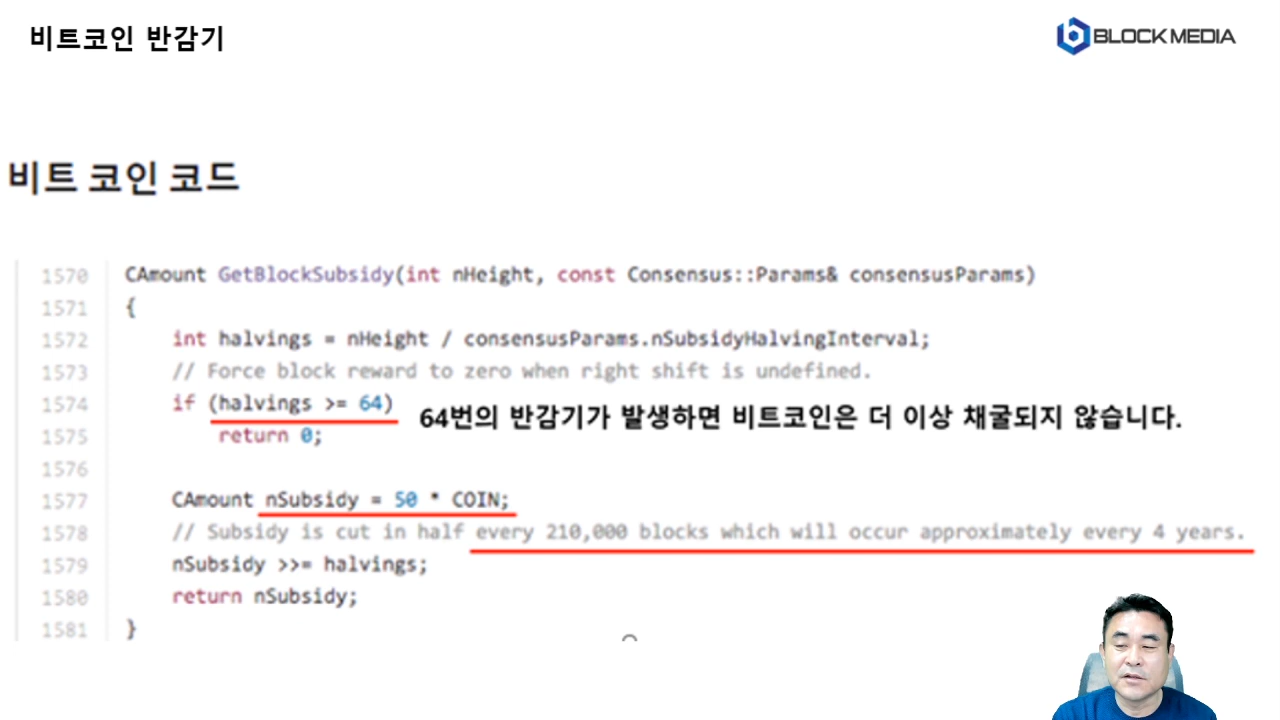 비트코인 반감기
BLOCK MEDIA
비트 코인 코드
1570 CAmount GetBlockSubsidy(int nHeight, const Consensus::Params& consensusParams)
1571 {
1572 int halvings = nHeight / consensusParams.nSubsidyHalvingInterval;
1573 // Force block reward to zero when right shift is undefined.
1574 if (halvings >= 64)
64번의 반감기가 발생하면 비트코인은 더 이상 채굴되지 않습니다.
1575 return 0;
1576
1577 CAmount nSubsidy = 50 * COIN;
1578 // Subsidy is cut in half every 210,000 blocks which will occur approximately every 4 years.
1579 nSubsidy >>= halvings;
1580 return nSubsidy;
1581 }